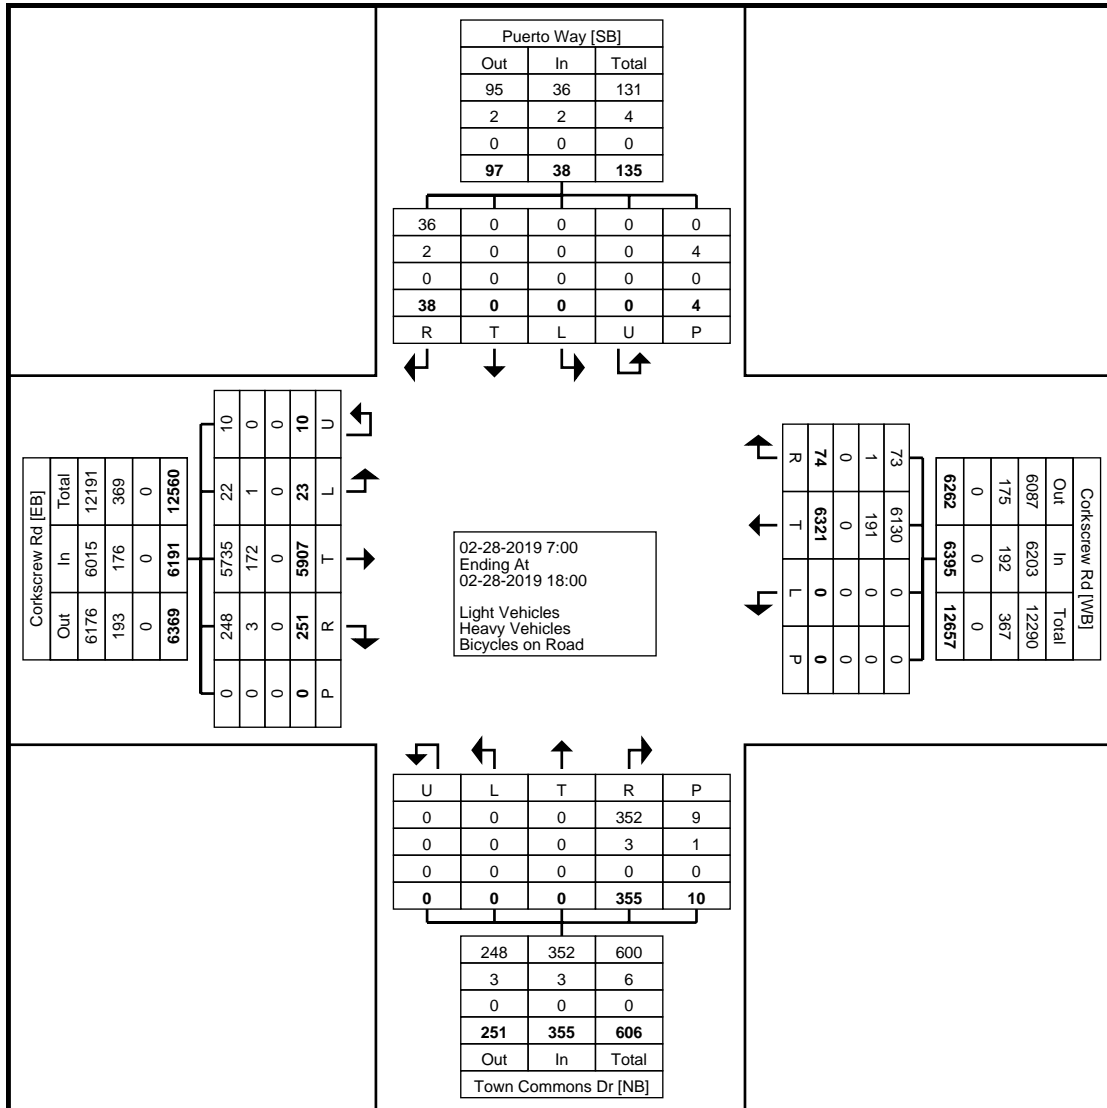 Puerto Way [SB]
Out In Total
95 36 131
2 2 4
0 0 0
97 38 135
36 0 0 0 0
2 0 0 0 4
0 0 0 0 0
38 0 0 0 4
R T L U P
Corkscrew Rd [EB]
Total In Out
12191 6015 6176
369 176 193
0 0 0
12560 6191 6369
10 22 5735 248 0
0 1 172 3 0
0 0 0 0 0
10 23 5907 251 0
U L T R P
02-28-2019 7:00
Ending At
02-28-2019 18:00
Light Vehicles
Heavy Vehicles
Bicycles on Road
Corkscrew Rd [WB]
Out In Total
6087 6203 12290
175 192 367
0 0 0
6262 6395 12657
73 6130 0 0
1 191 0 0
0 0 0 0
74 6321 0 0
R T L P
U L T R P
0 0 0 352 9
0 0 0 3 1
0 0 0 0 0
0 0 0 355 10
248 352 600
3 3 6
0 0 0
251 355 606
Out In Total
Town Commons Dr [NB]